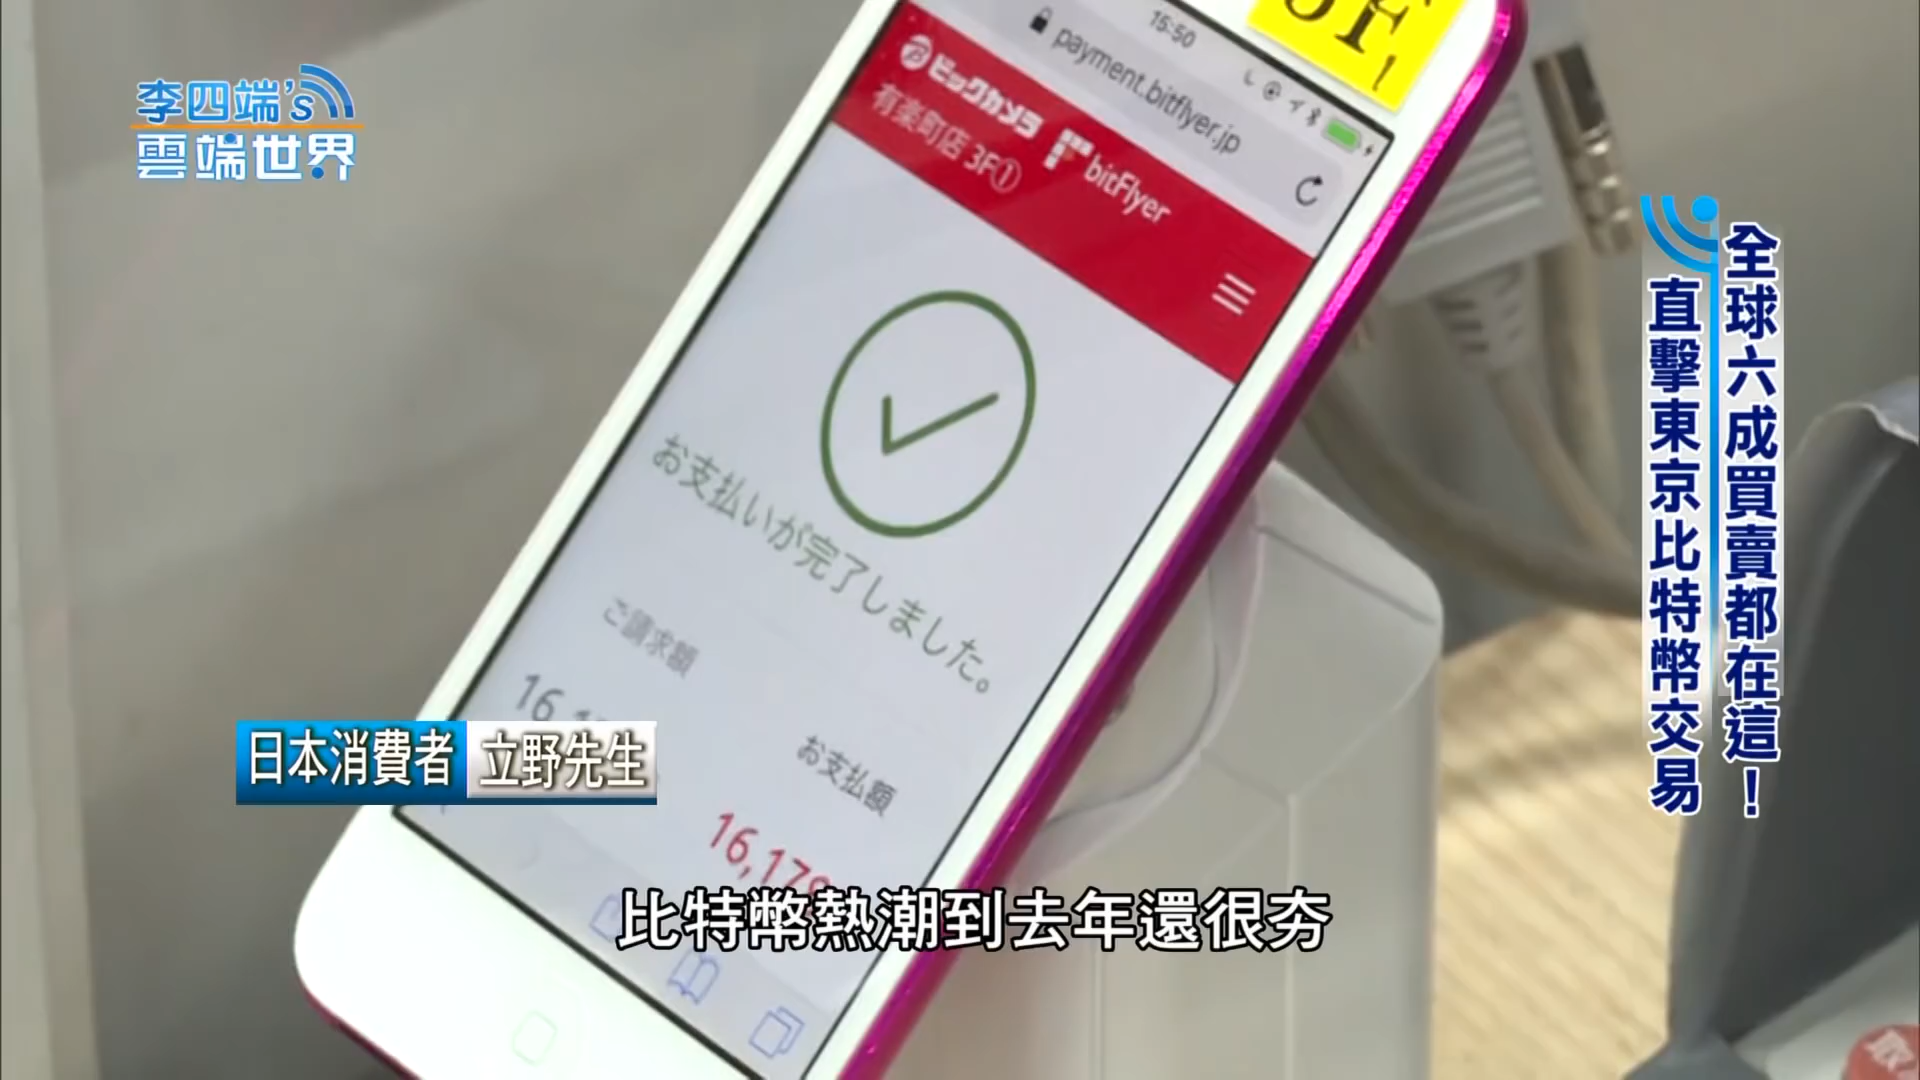 李四端's
雲端世界
全球六成買賣都在這！
直擊東京比特幣交易
15:50
payment.bitflyer.jp
ビックカメラ bitFlyer
有楽町店 3F①
お支払いが完了しました。
ご請求額
お支払額
16,178
日本消費者 立野先生
比特幣熱潮到去年還很夯